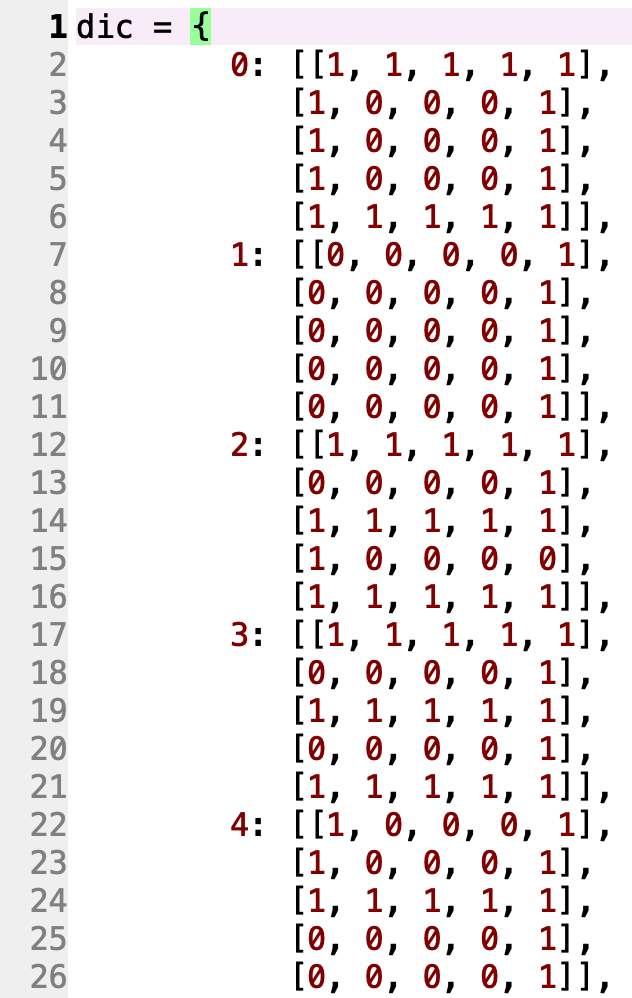 1 dic = {
2 0: [[1, 1, 1, 1, 1],
3 [1, 0, 0, 0, 1],
4 [1, 0, 0, 0, 1],
5 [1, 0, 0, 0, 1],
6 [1, 1, 1, 1, 1]],
7 1: [[0, 0, 0, 0, 1],
8 [0, 0, 0, 0, 1],
9 [0, 0, 0, 0, 1],
10 [0, 0, 0, 0, 1],
11 [0, 0, 0, 0, 1]],
12 2: [[1, 1, 1, 1, 1],
13 [0, 0, 0, 0, 1],
14 [1, 1, 1, 1, 1],
15 [1, 0, 0, 0, 0],
16 [1, 1, 1, 1, 1]],
17 3: [[1, 1, 1, 1, 1],
18 [0, 0, 0, 0, 1],
19 [1, 1, 1, 1, 1],
20 [0, 0, 0, 0, 1],
21 [1, 1, 1, 1, 1]],
22 4: [[1, 0, 0, 0, 1],
23 [1, 0, 0, 0, 1],
24 [1, 1, 1, 1, 1],
25 [0, 0, 0, 0, 1],
26 [0, 0, 0, 0, 1]],